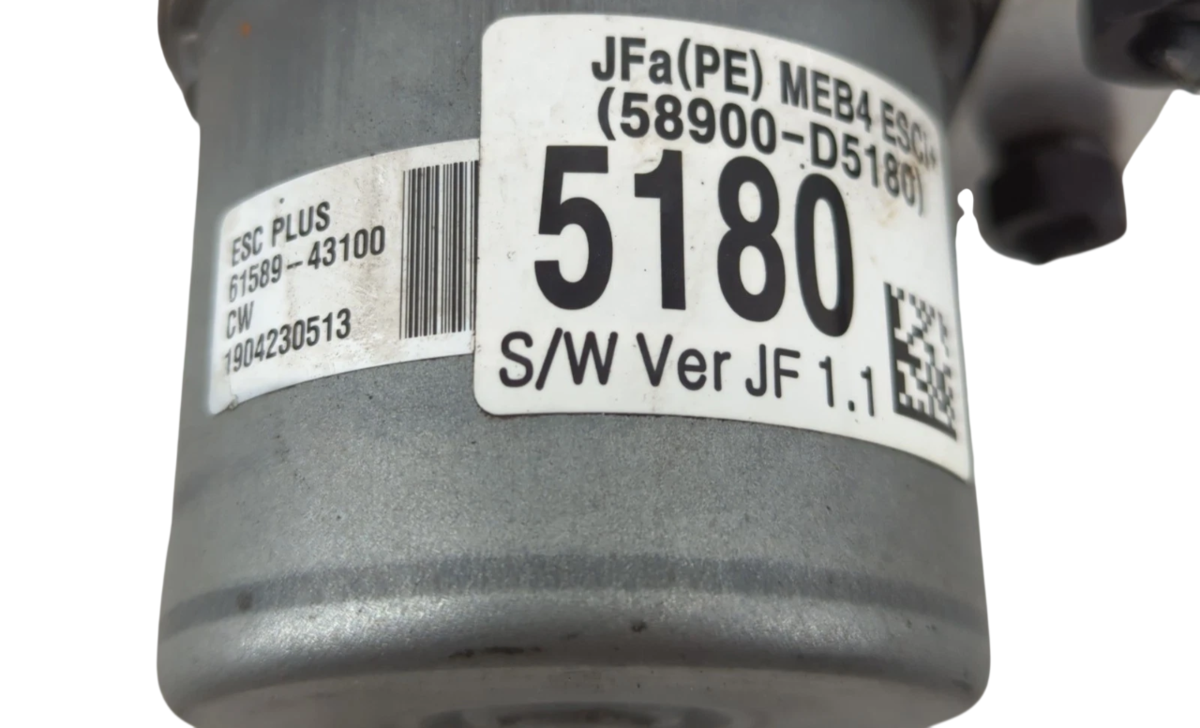 ESC PLUS
61589-43100
CW
1904230513
JFa(PE) MEB4 ESC)+
(58900-D5180)
5180
S/W Ver JF 1.1